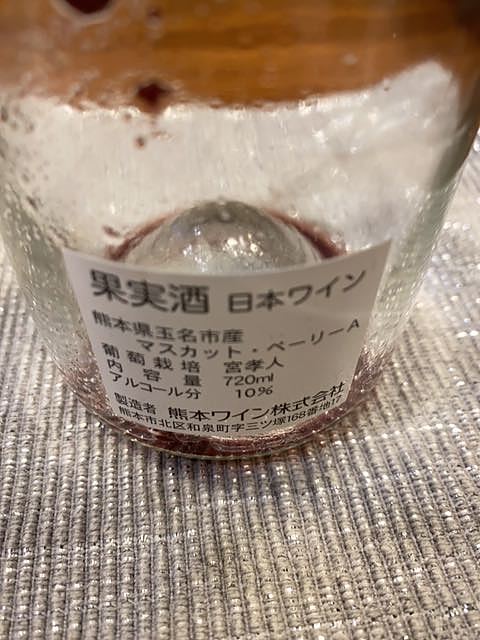 果実酒 日本ワイン
熊本県玉名市産
マスカット・ベーリーA
葡萄栽培 宮孝人
内容量 720ml
アルコール分 10%
製造者 熊本ワイン株式会社
熊本市北区和泉町字三ツ塚168番地17